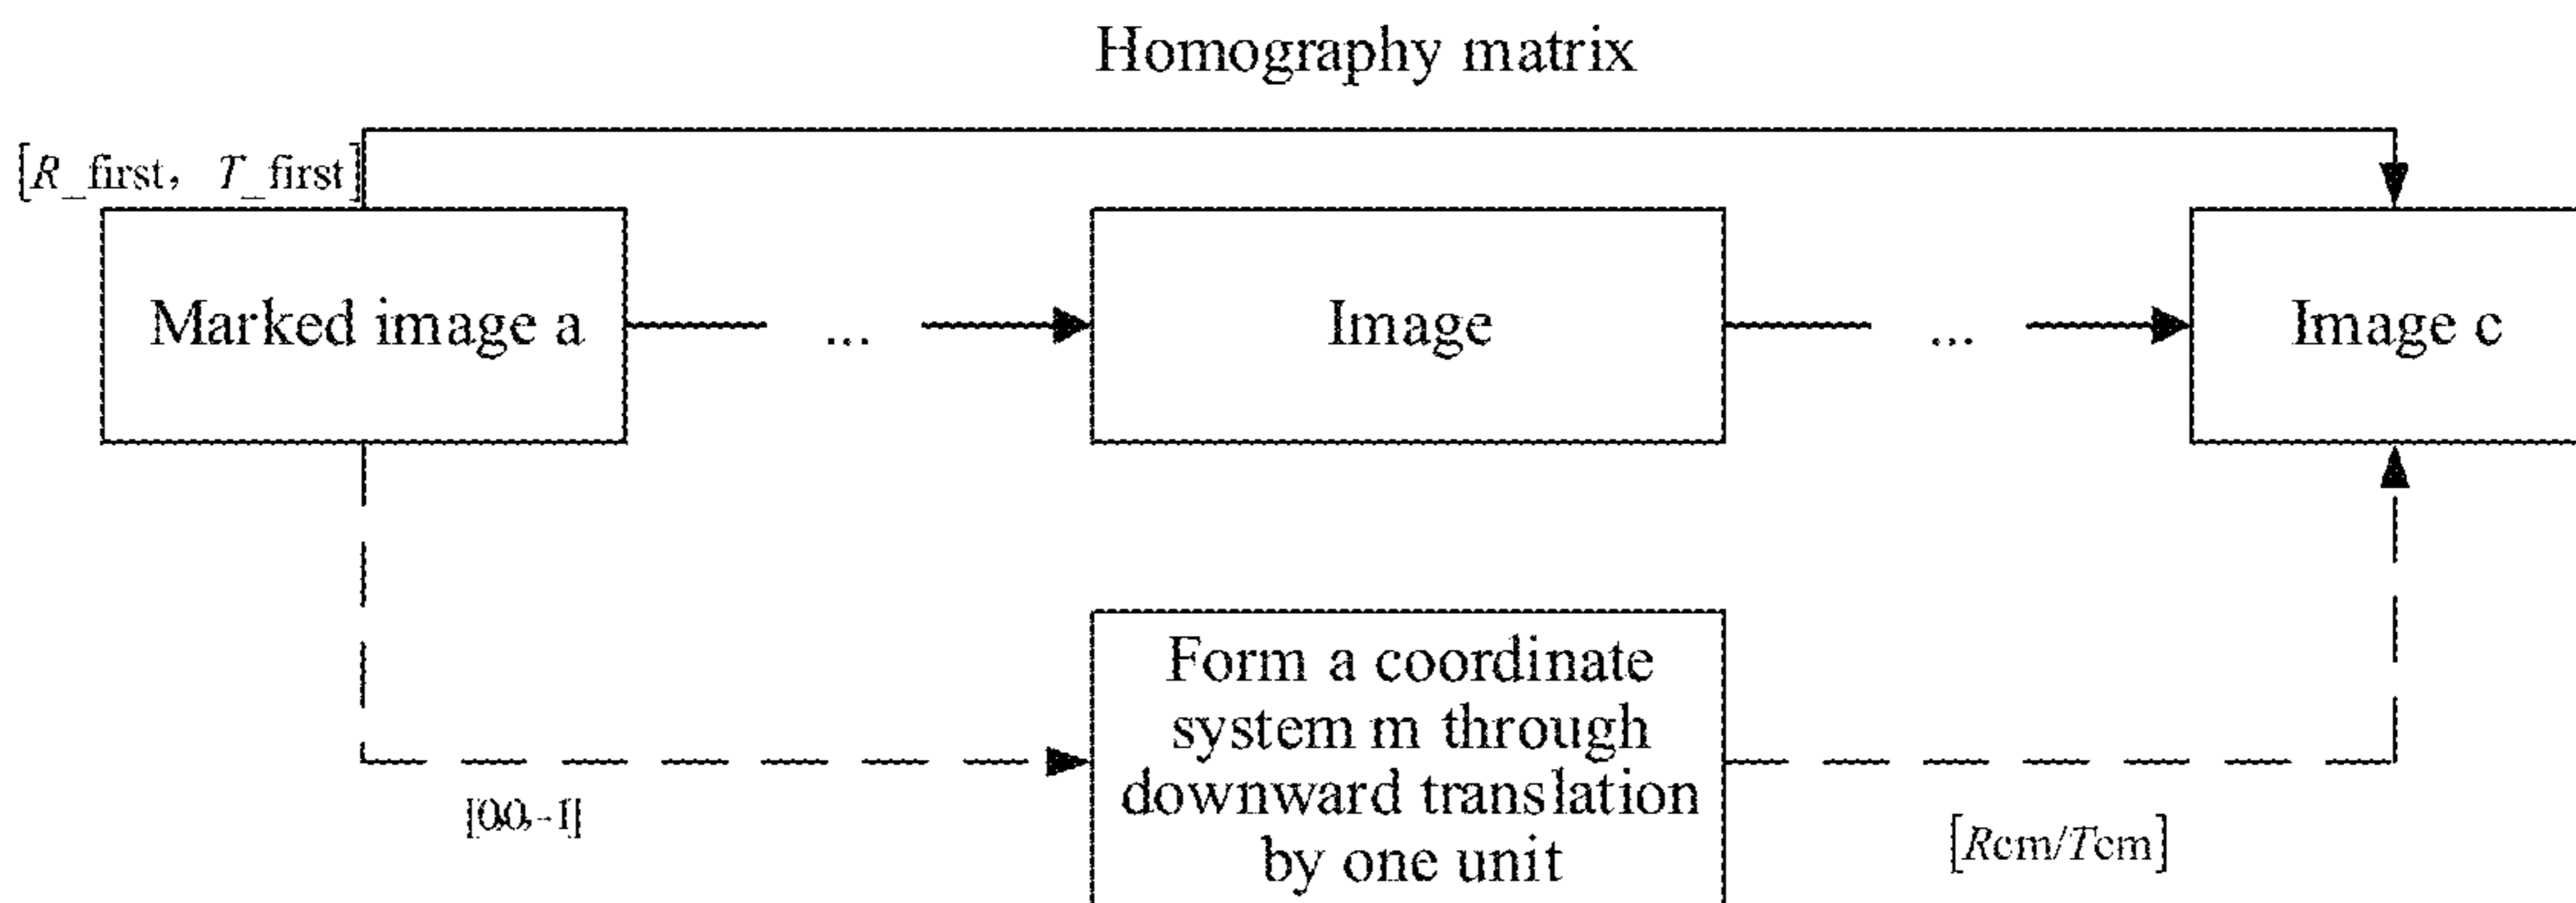 Homography matrix
[R_first, T_first]
Marked image a
...
Image
...
Image c
Form a coordinate
system m through
downward translation
by one unit
[[0,0,-1]]
[Rcm/Tcm]